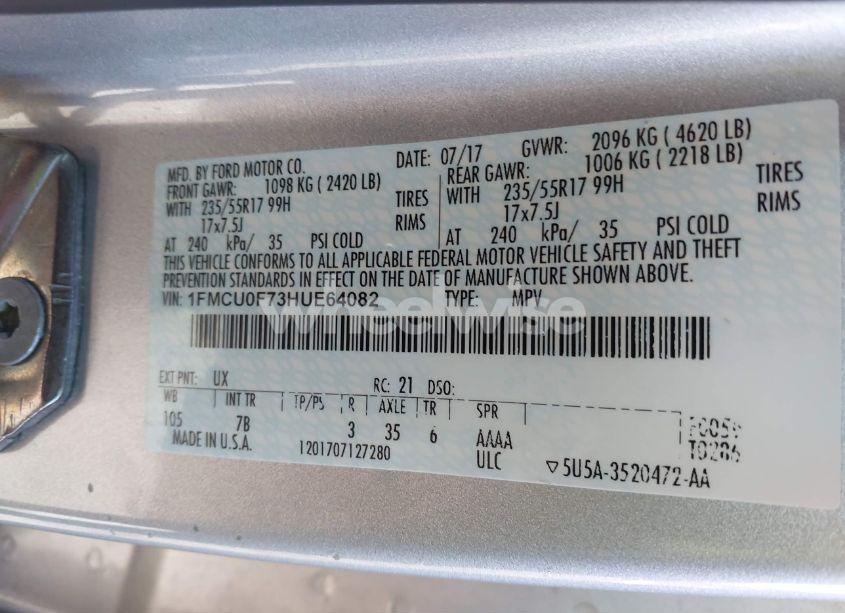 MFD. BY FORD MOTOR CO. DATE: 07/17 GVWR: 2096 KG ( 4620 LB)
FRONT GAWR: 1098 KG ( 2420 LB) REAR GAWR: 1006 KG ( 2218 LB)
WITH 235/55R17 99H TIRES WITH 235/55R17 99H TIRES
17x7.5J RIMS 17x7.5J RIMS
AT 240 kPa/ 35 PSI COLD AT 240 kPa/ 35 PSI COLD
THIS VEHICLE CONFORMS TO ALL APPLICABLE FEDERAL MOTOR VEHICLE SAFETY AND THEFT
PREVENTION STANDARDS IN EFFECT ON THE DATE OF MANUFACTURE SHOWN ABOVE.
VIN: 1FMCU0F73HUE64082 TYPE: MPV
wheelwise
EXT PNT: UX RC: 21 DSO:
WB INT TR TP/PS R AXLE TR SPR
105 7B 3 35 6 AAAA
F0059
T0286
MADE IN U.S.A. 1201707127280 ULC ▽5U5A-3520472-AA